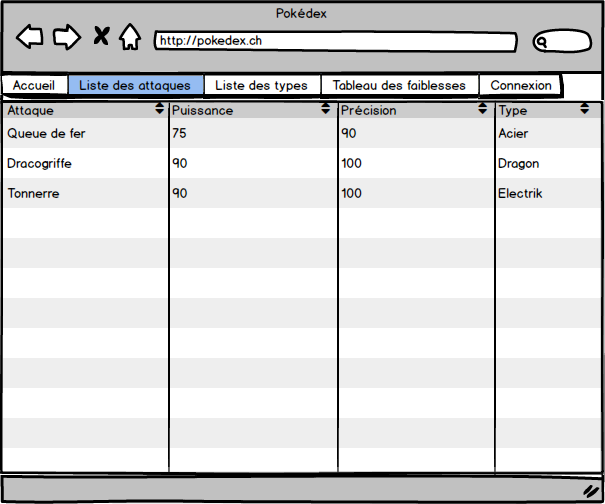 Pokédex
http://pokedex.ch
Accueil Liste des attaques Liste des types Tableau des faiblesses Connexion
Attaque Puissance Précision Type
Queue de fer 75 90 Acier
Dracogriffe 90 100 Dragon
Tonnerre 90 100 Electrik